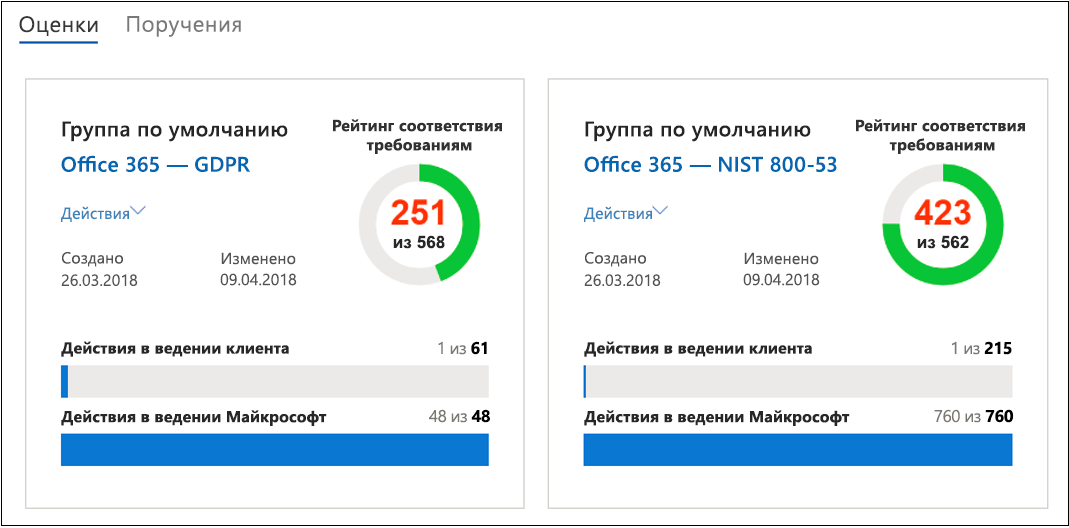 Оценки Поручения
Группа по умолчанию
Office 365 — GDPR
Рейтинг соответствия
требованиям
251
из 568
Действия
Создано
26.03.2018
Изменено
09.04.2018
Действия в ведении клиента 1 из 61
Действия в ведении Майкрософт 48 из 48
Группа по умолчанию
Office 365 — NIST 800-53
Рейтинг соответствия
требованиям
423
из 562
Действия
Создано
26.03.2018
Изменено
09.04.2018
Действия в ведении клиента 1 из 215
Действия в ведении Майкрософт 760 из 760